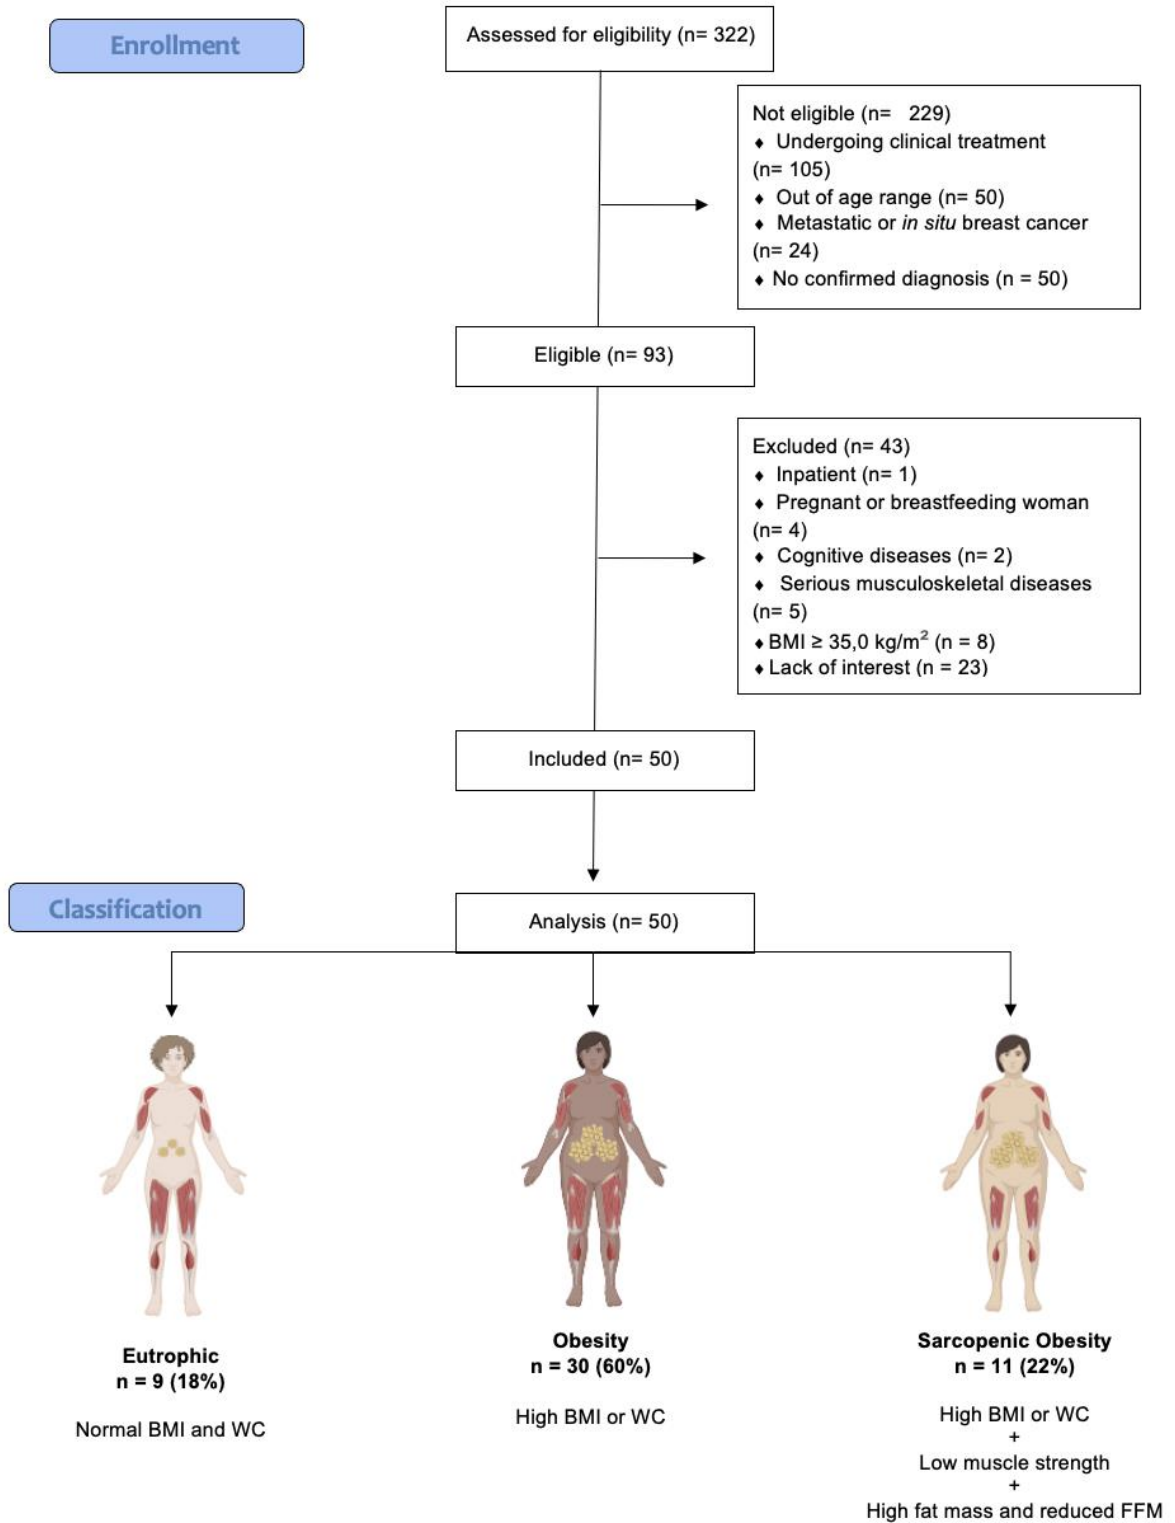 Enrollment
Assessed for eligibility (n= 322)
Not eligible (n= 229)
♦ Undergoing clinical treatment
(n= 105)
♦ Out of age range (n= 50)
♦ Metastatic or in situ breast cancer
(n= 24)
♦ No confirmed diagnosis (n = 50)
Eligible (n= 93)
Excluded (n= 43)
♦ Inpatient (n= 1)
♦ Pregnant or breastfeeding woman
(n= 4)
♦ Cognitive diseases (n= 2)
♦ Serious musculoskeletal diseases
(n= 5)
♦ BMI ≥ 35,0 kg/m² (n = 8)
♦ Lack of interest (n = 23)
Included (n= 50)
Classification
Analysis (n= 50)
Eutrophic
n = 9 (18%)
Normal BMI and WC
Obesity
n = 30 (60%)
High BMI or WC
Sarcopenic Obesity
n = 11 (22%)
High BMI or WC
+
Low muscle strength
+
High fat mass and reduced FFM